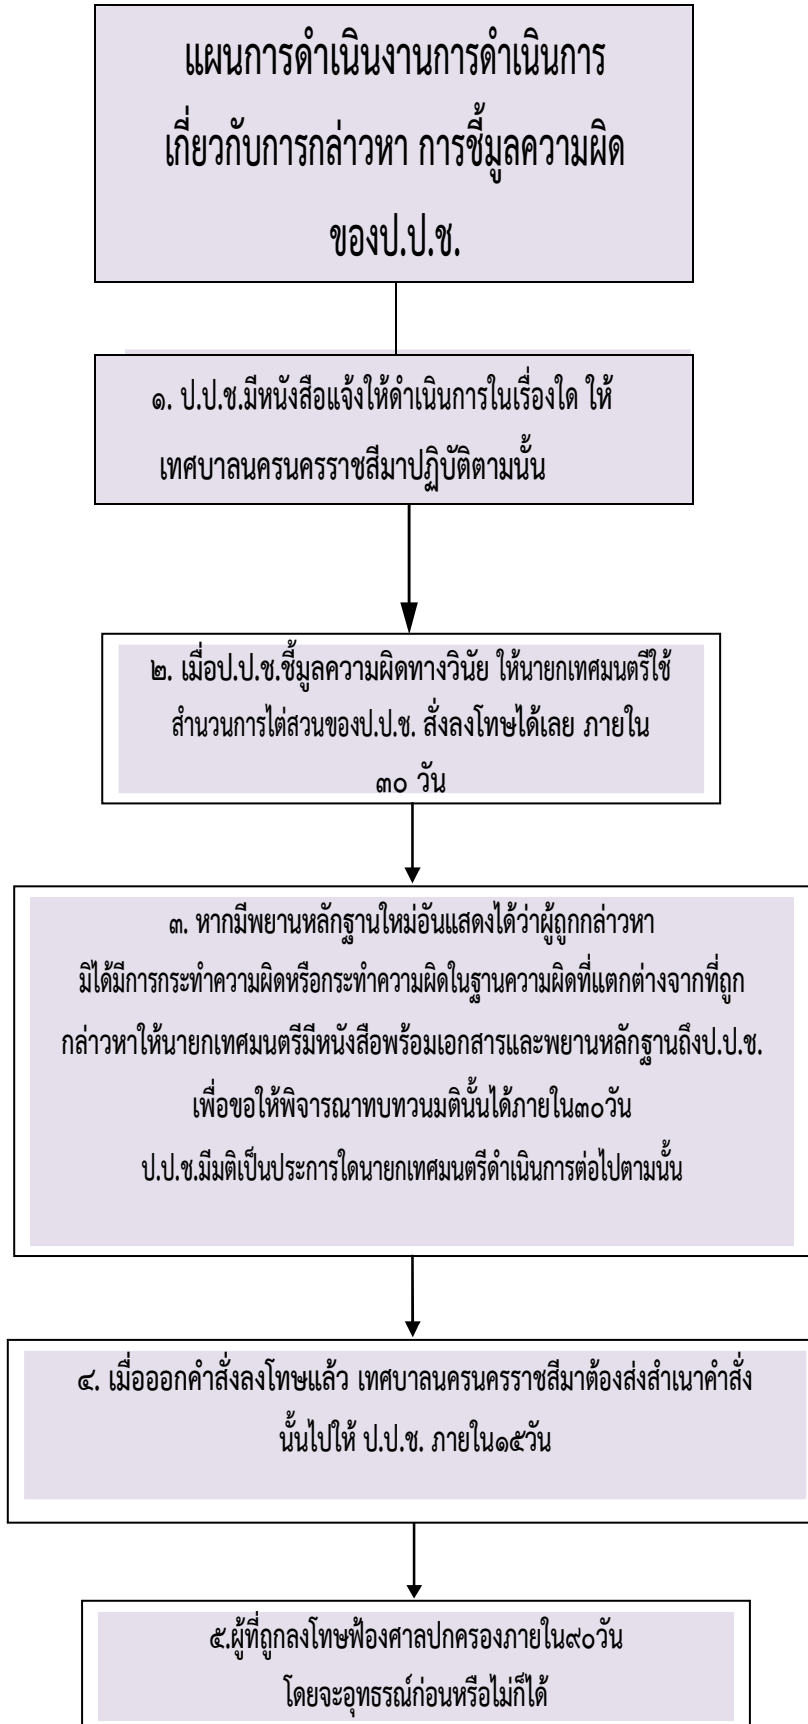 แผนการดำเนินงานการดำเนินการ
เกี่ยวกับการกล่าวหา การชี้มูลความผิด
ของป.ป.ช.
๑. ป.ป.ช.มีหนังสือแจ้งให้ดำเนินการในเรื่องใด ให้
เทศบาลนครนครราชสีมาปฏิบัติตามนั้น
๒. เมื่อป.ป.ช.ชี้มูลความผิดทางวินัย ให้นายกเทศมนตรีใช้
สำนวนการไต่สวนของป.ป.ช. สั่งลงโทษได้เลย ภายใน
๓๐ วัน
๓. หากมีพยานหลักฐานใหม่อันแสดงได้ว่าผู้ถูกกล่าวหา
มิได้มีการกระทำความผิดหรือกระทำความผิดในฐานความผิดที่แตกต่างจากที่ถูก
กล่าวหาให้นายกเทศมนตรีมีหนังสือพร้อมเอกสารและพยานหลักฐานถึงป.ป.ช.
เพื่อขอให้พิจารณาทบทวนมตินั้นได้ภายใน๓๐วัน
ป.ป.ช.มีมติเป็นประการใดนายกเทศมนตรีดำเนินการต่อไปตามนั้น
๔. เมื่อออกคำสั่งลงโทษแล้ว เทศบาลนครนครราชสีมาต้องส่งสำเนาคำสั่ง
นั้นไปให้ ป.ป.ช. ภายใน๑๕วัน
๕.ผู้ที่ถูกลงโทษฟ้องศาลปกครองภายใน๙๐วัน
โดยจะอุทธรณ์ก่อนหรือไม่ก็ได้